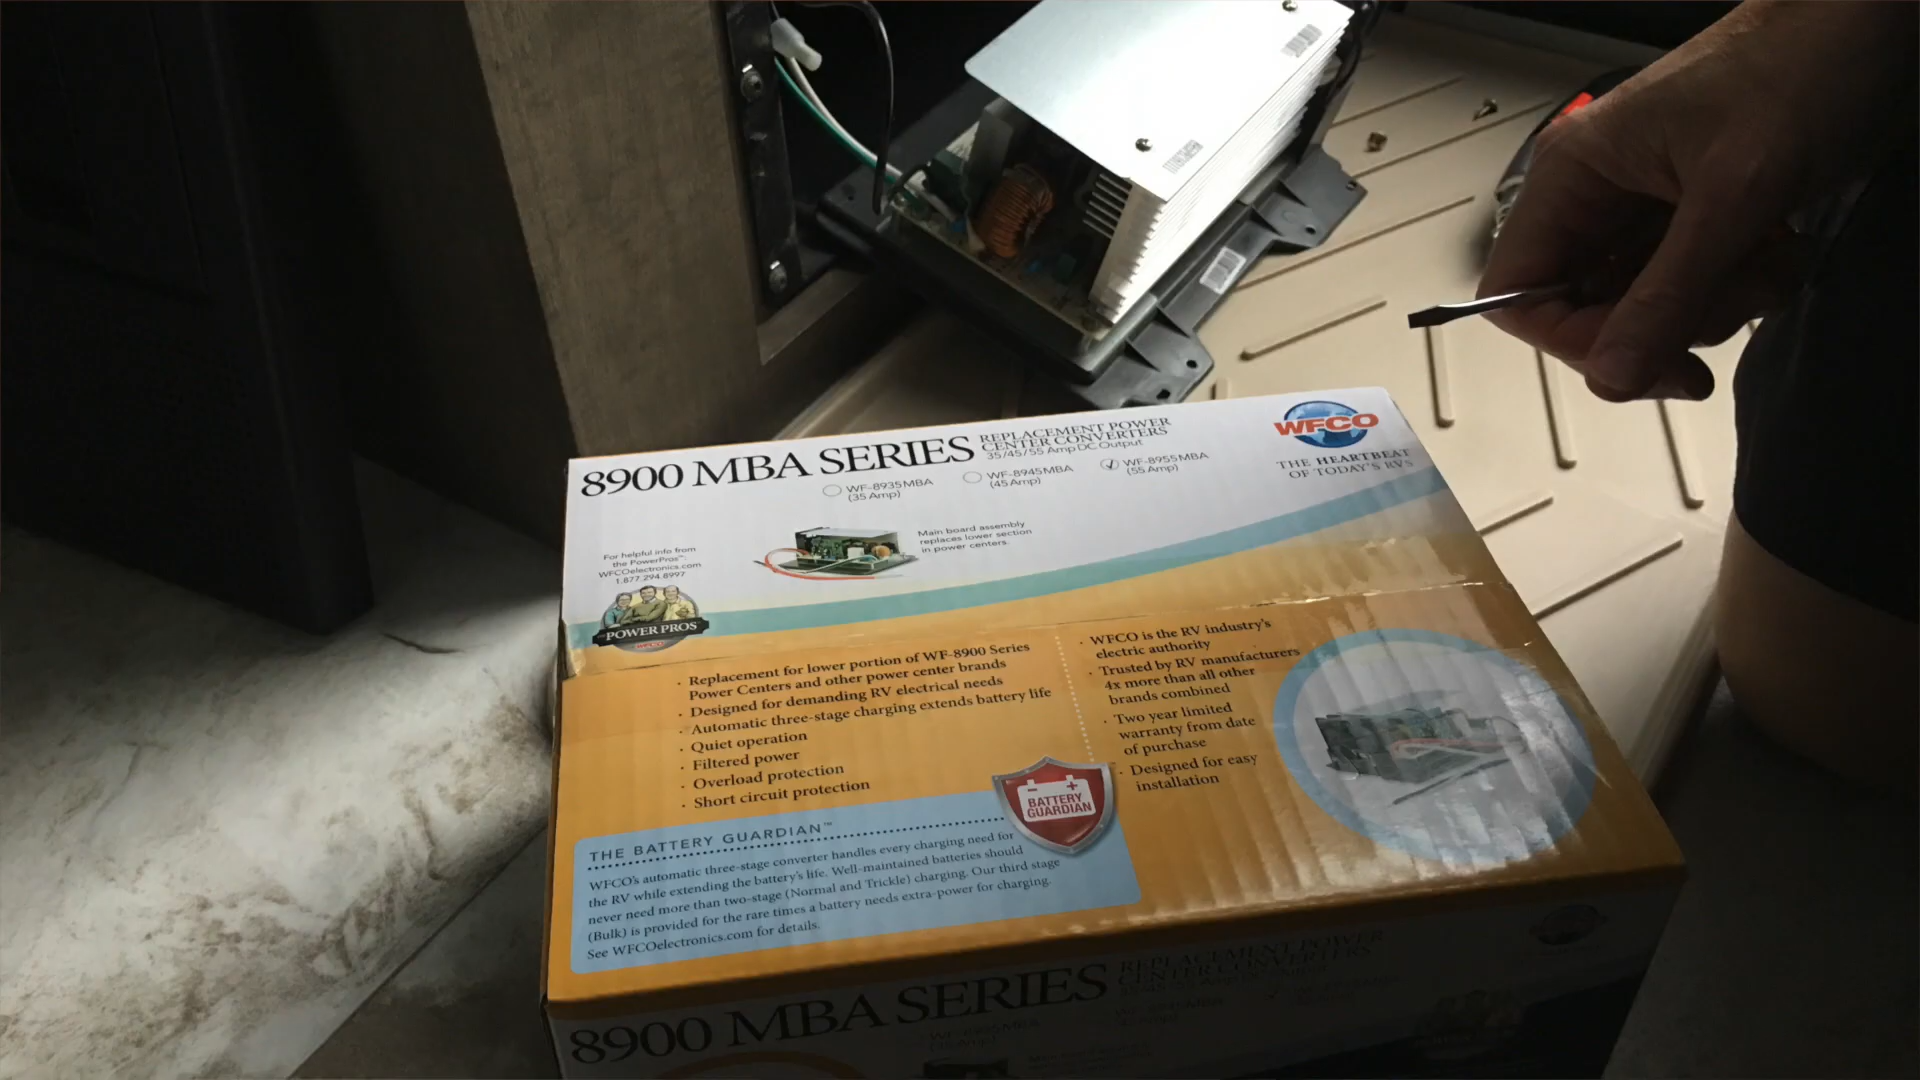 8900 MBA SERIES
REPLACEMENT POWER
CENTER CONVERTERS
35/45/55 Amp DC Output
WF-8935MBA
(35 Amp)
WF-8945MBA
(45 Amp)
WF-8955MBA
(55 Amp)
WFCO
THE HEARTBEAT
OF TODAY'S RVS
Main board assembly
replaces lower section
in power centers.
For helpful info from
the PowerPros™
WFCOelectronics.com
1.877.294.8997
POWER PROS
WFCO
· Replacement for lower portion of WF-8900 Series
Power Centers and other power center brands
· Designed for demanding RV electrical needs
· Automatic three-stage charging extends battery life
· Quiet operation
· Filtered power
· Overload protection
· Short circuit protection
· WFCO is the RV industry's
electric authority
· Trusted by RV manufacturers
4x more than all other
brands combined
· Two year limited
warranty from date
of purchase
· Designed for easy
installation
BATTERY
GUARDIAN
THE BATTERY GUARDIAN™
WFCO's automatic three-stage converter handles every charging need for
the RV while extending the battery's life. Well-maintained batteries should
never need more than two-stage (Normal and Trickle) charging. Our third stage
(Bulk) is provided for the rare times a battery needs extra-power for charging.
See WFCOelectronics.com for details.
8900 MBA SERIES
REPLACEMENT POWER
CENTER CONVERTERS